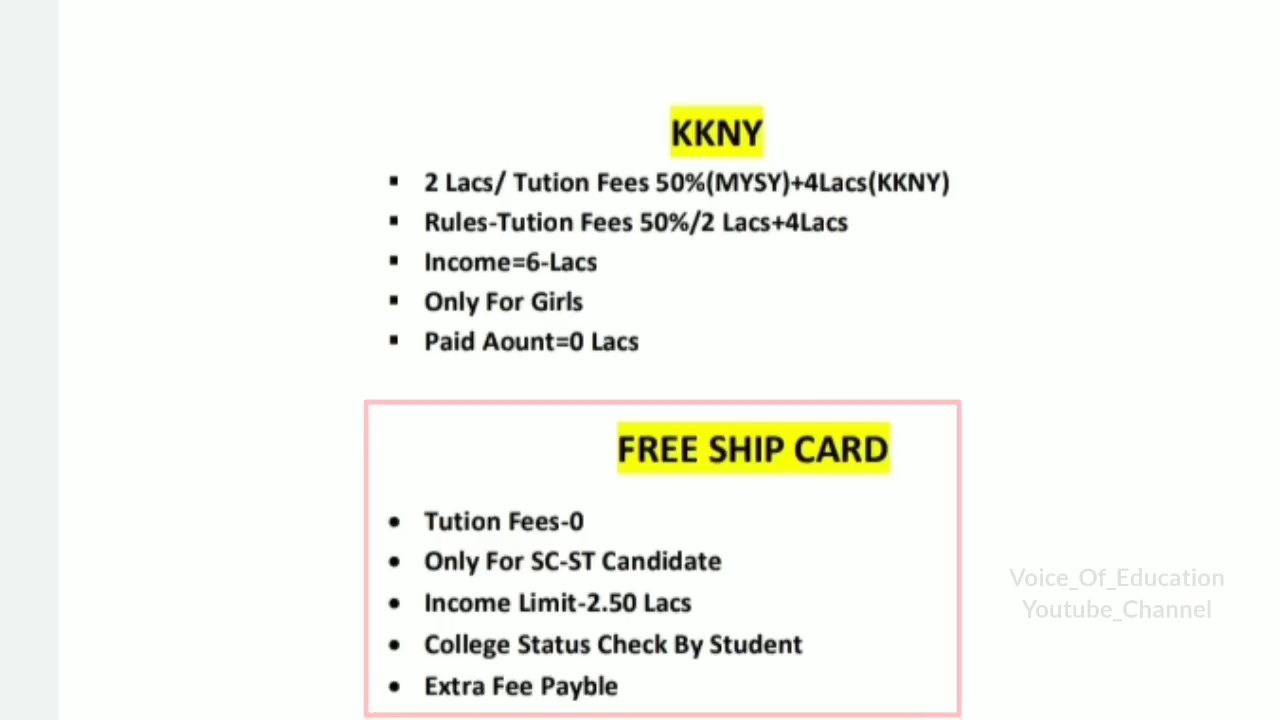 KKNY
▪ 2 Lacs/ Tution Fees 50%(MYSY)+4Lacs(KKNY)
▪ Rules-Tution Fees 50%/2 Lacs+4Lacs
▪ Income=6-Lacs
▪ Only For Girls
▪ Paid Aount=0 Lacs
FREE SHIP CARD
• Tution Fees-0
• Only For SC-ST Candidate
• Income Limit-2.50 Lacs
• College Status Check By Student
• Extra Fee Payble
Voice_Of_Education
Youtube_Channel